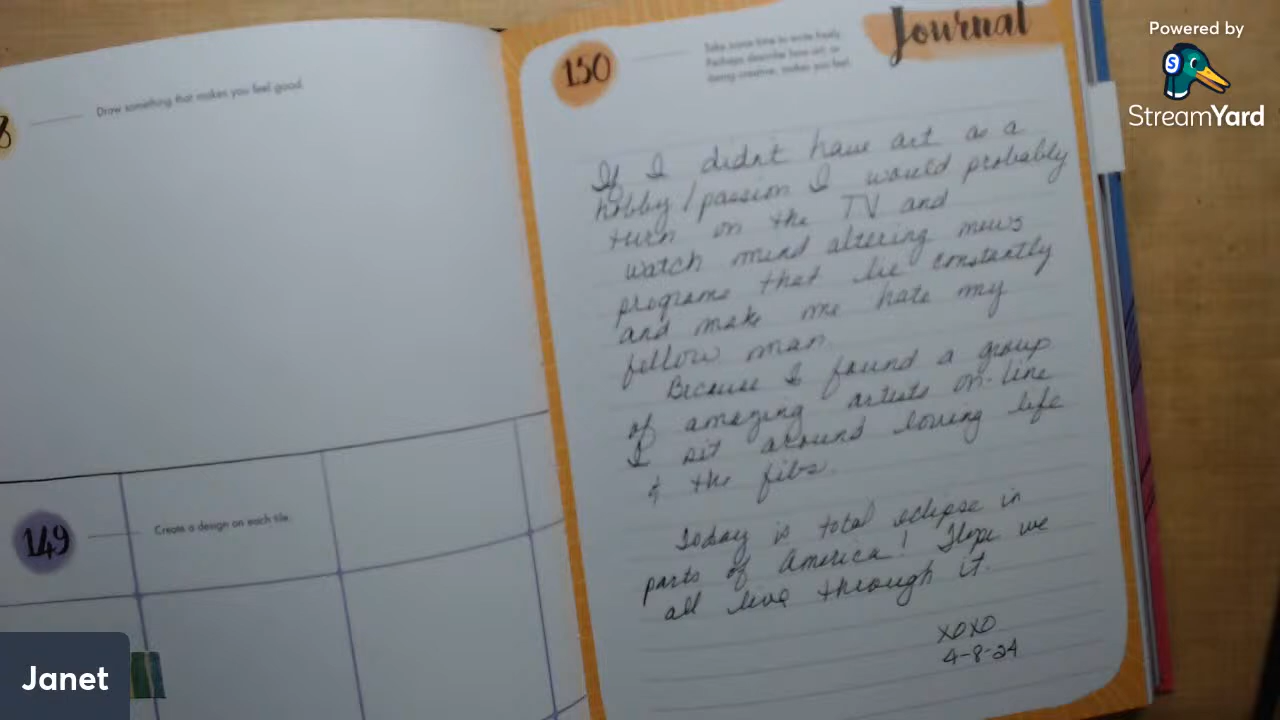 8
Draw something that makes you feel good.
149
Create a design on each tile.
150
Take some time to write freely.
Perhaps describe how art, or
being creative, makes you feel.
Journal
If I didn't have art as a
hobby/passion I would probably
turn on the TV and
watch mind altering news
programs that lie constantly
and make me hate my
fellow man.
Because I found a group
of amazing artists on-line
I sit around loving life
& the fibs.
Today is total eclipse in
parts of America! Hope we
all live through it.
XOXO
4-8-24
Powered by
StreamYard
Janet